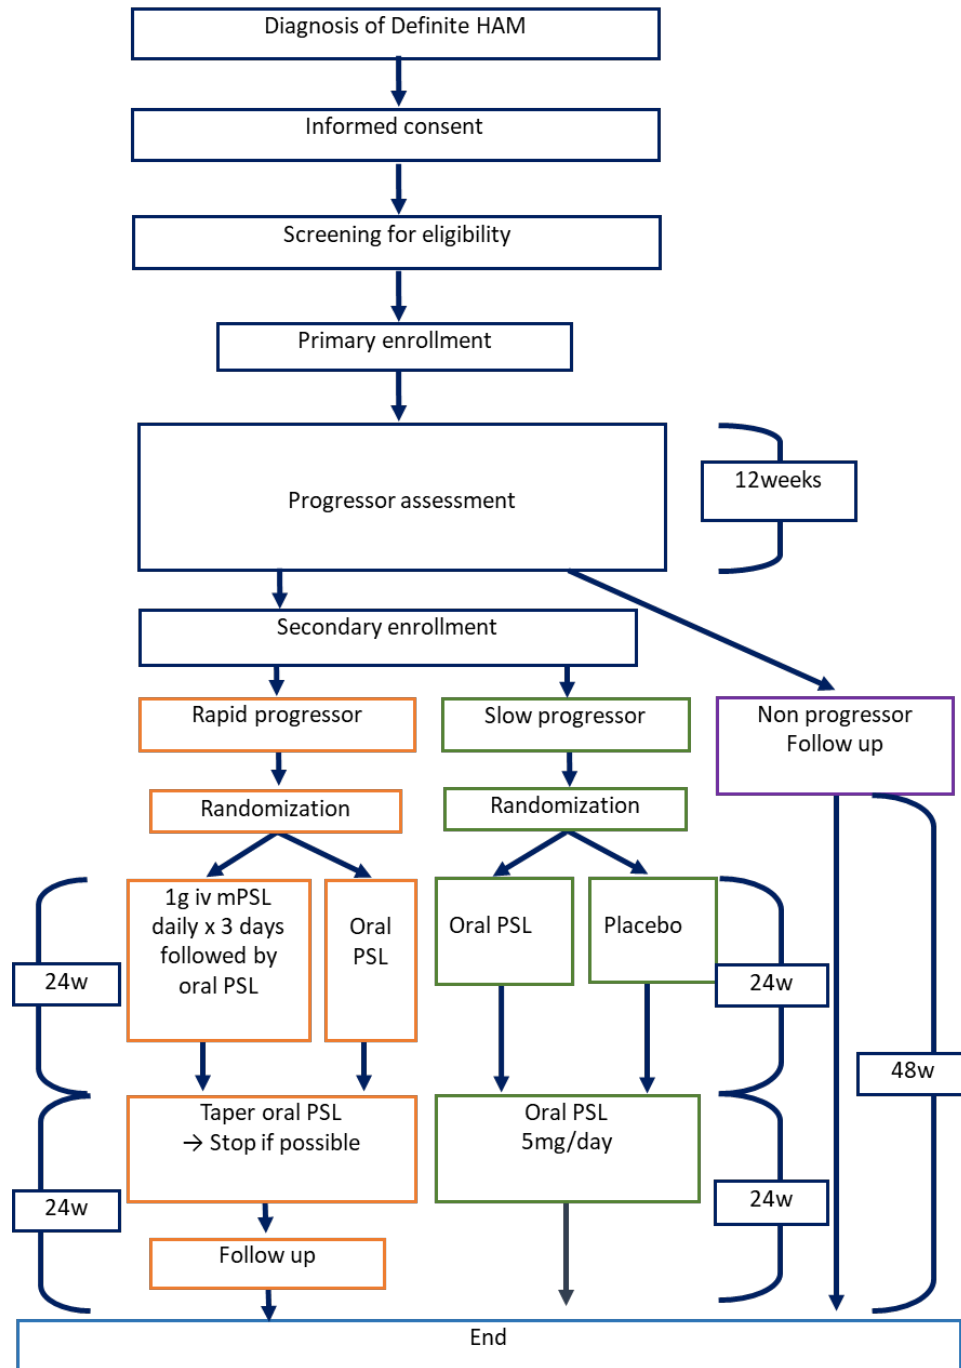 Diagnosis of Definite HAM
Informed consent
Screening for eligibility
Primary enrollment
Progressor assessment
12weeks
Secondary enrollment
Rapid progressor
Slow progressor
Non progressor
Follow up
Randomization
Randomization
1g iv mPSL
daily x 3 days
followed by
oral PSL
Oral
PSL
Oral PSL
Placebo
24w
24w
48w
Taper oral PSL
→ Stop if possible
Oral PSL
5mg/day
24w
24w
Follow up
End